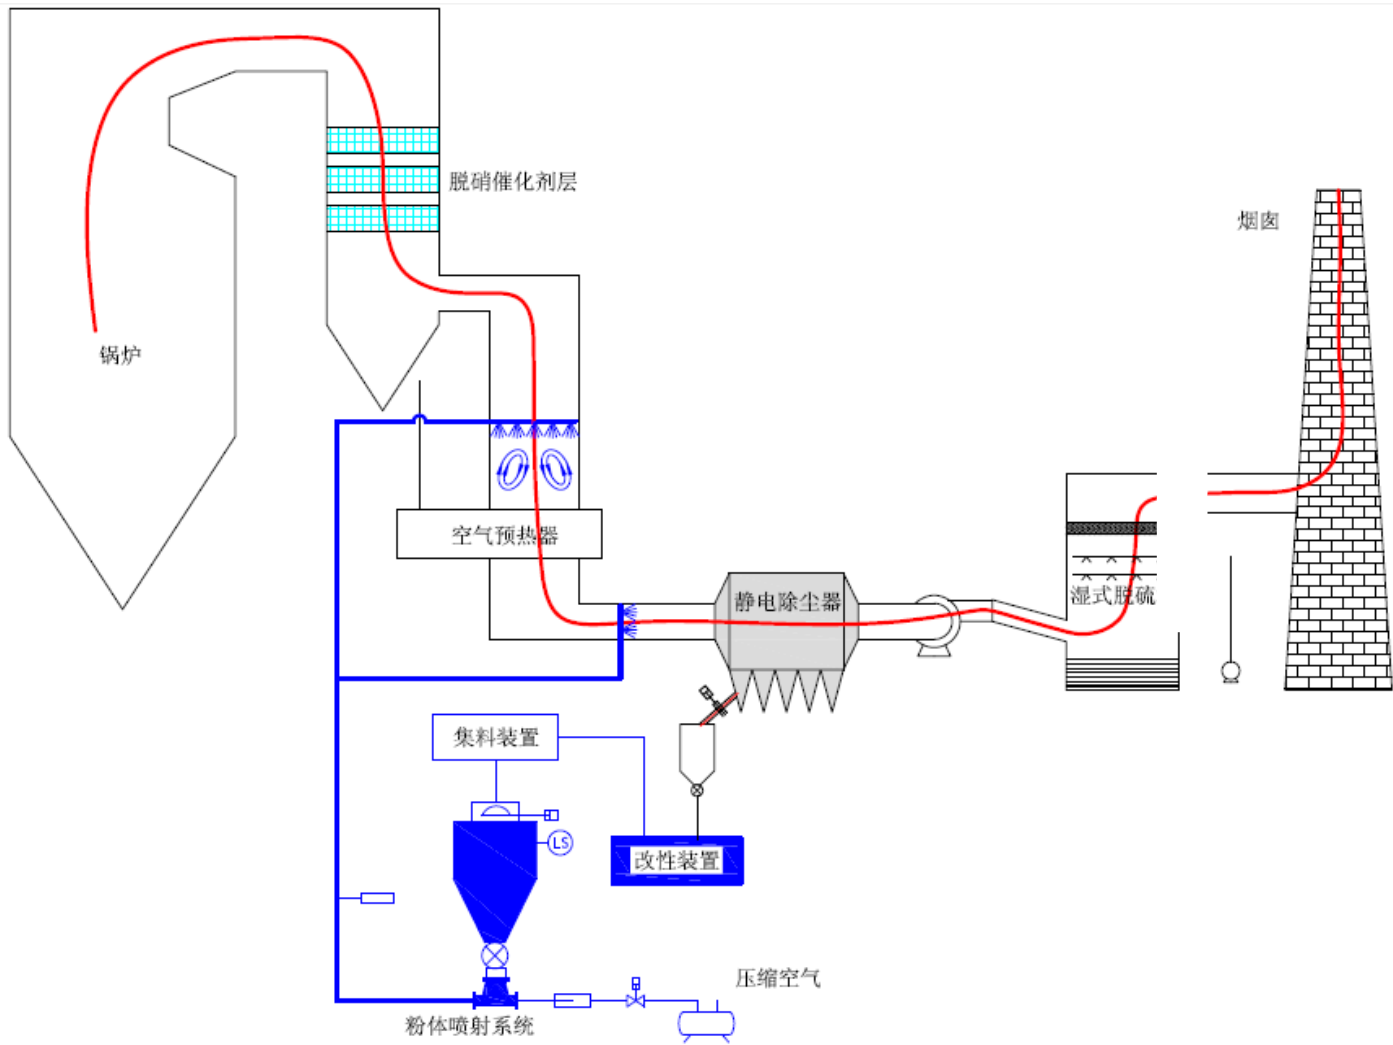 脱硝催化剂层
烟囱
锅炉
空气预热器
静电除尘器
湿式脱硫
集料装置
LS
改性装置
压缩空气
粉体喷射系统